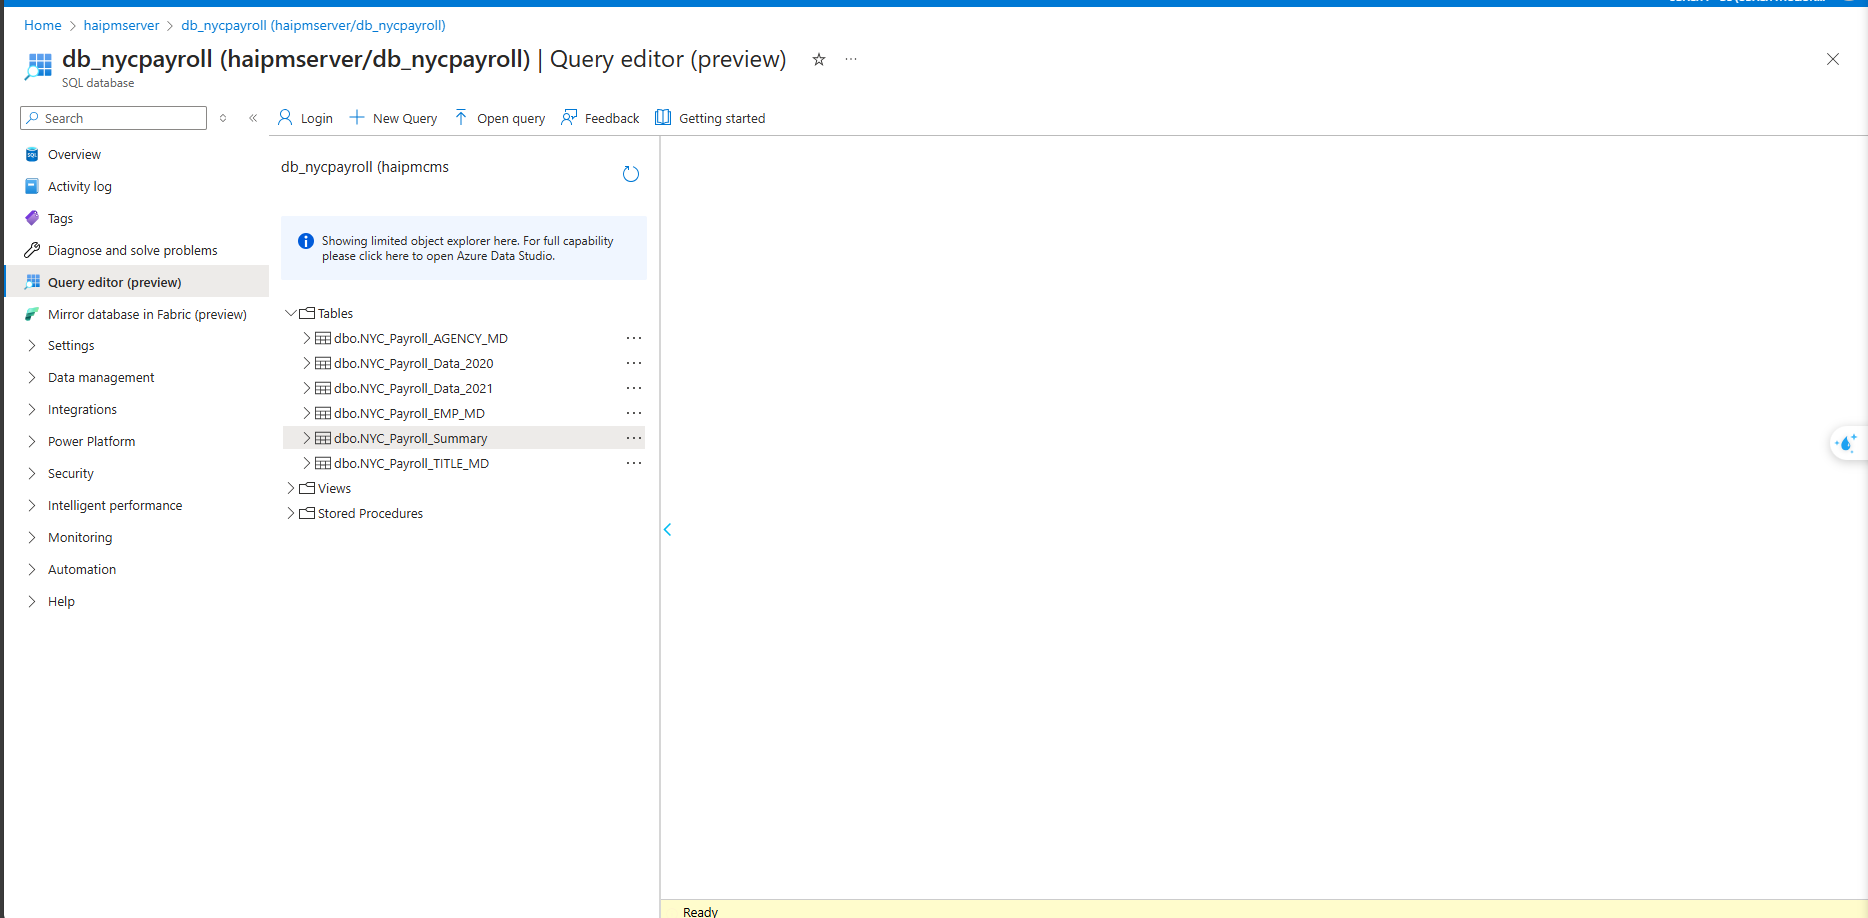 Home > haipmserver > db_nycpayroll (haipmserver/db_nycpayroll)
db_nycpayroll (haipmserver/db_nycpayroll) | Query editor (preview)
SQL database
Search
Login
New Query
Open query
Feedback
Getting started
Overview
Activity log
Tags
Diagnose and solve problems
Query editor (preview)
Mirror database in Fabric (preview)
Settings
Data management
Integrations
Power Platform
Security
Intelligent performance
Monitoring
Automation
Help
db_nycpayroll (haipmcms
Showing limited object explorer here. For full capability
please click here to open Azure Data Studio.
Tables
dbo.NYC_Payroll_AGENCY_MD
dbo.NYC_Payroll_Data_2020
dbo.NYC_Payroll_Data_2021
dbo.NYC_Payroll_EMP_MD
dbo.NYC_Payroll_Summary
dbo.NYC_Payroll_TITLE_MD
Views
Stored Procedures
Ready